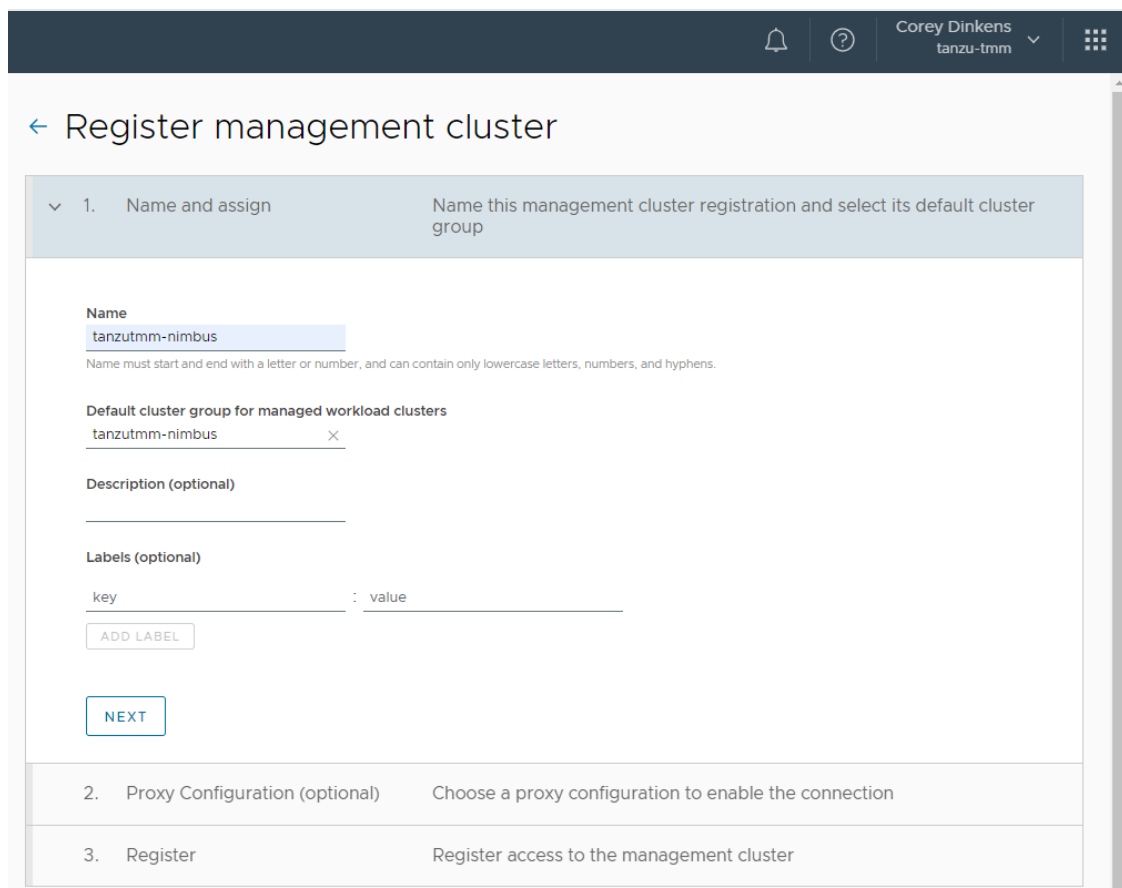 Corey Dinkens
tanzu-tmm
Register management cluster
1. Name and assign
Name this management cluster registration and select its default cluster
group
Name
tanzutmm-nimbus
Name must start and end with a letter or number, and can contain only lowercase letters, numbers, and hyphens.
Default cluster group for managed workload clusters
tanzutmm-nimbus
Description (optional)
Labels (optional)
key : value
ADD LABEL
NEXT
2. Proxy Configuration (optional) Choose a proxy configuration to enable the connection
3. Register Register access to the management cluster